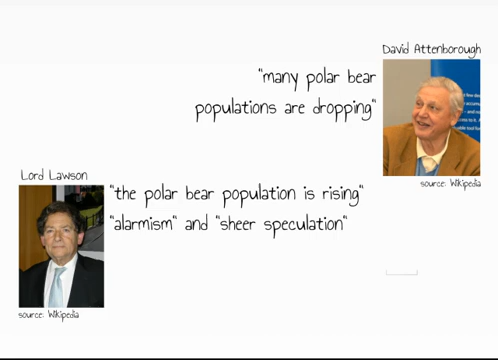 David Attenborough
"many polar bear
populations are dropping"
source: Wikipedia
Lord Lawson
"the polar bear population is rising"
"alarmism" and "sheer speculation"
source: Wikipedia